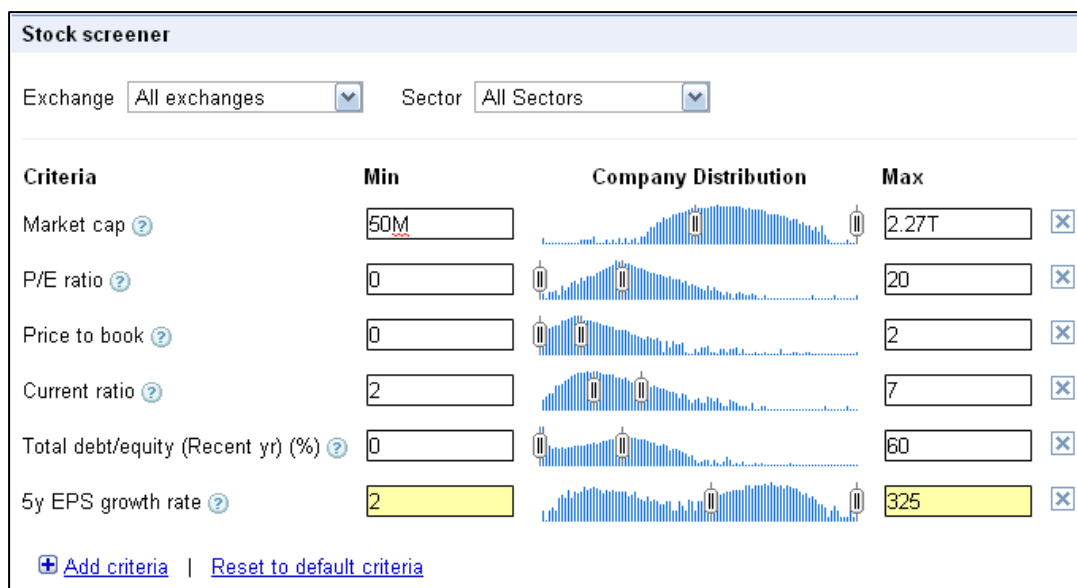 Stock screener
Exchange All exchanges Sector All Sectors
Criteria Min Company Distribution Max
Market cap ? 50M 2.27T
P/E ratio ? 0 20
Price to book ? 0 2
Current ratio ? 2 7
Total debt/equity (Recent yr) (%) ? 0 60
5y EPS growth rate ? 2 325
Add criteria | Reset to default criteria